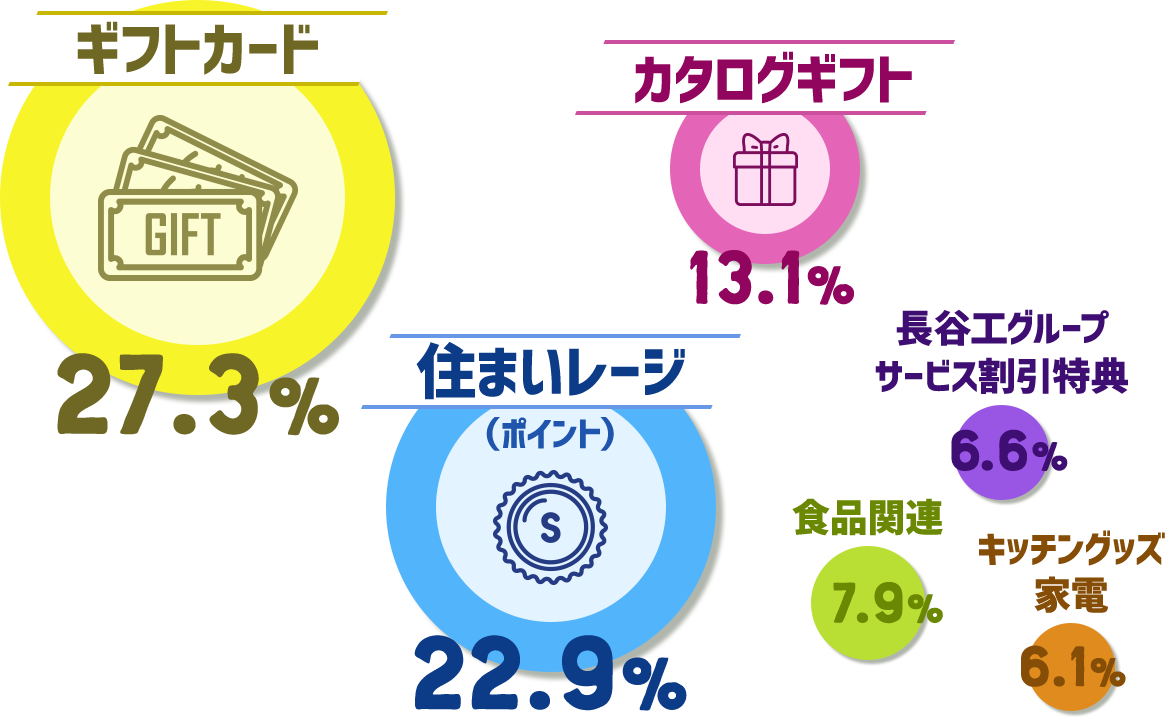 ギフトカード
GIFT
27.3%
カタログギフト
13.1%
住まいレージ
（ポイント）
S
22.9%
長谷工グループ
サービス割引特典
6.6%
食品関連
7.9%
キッチングッズ
家電
6.1%